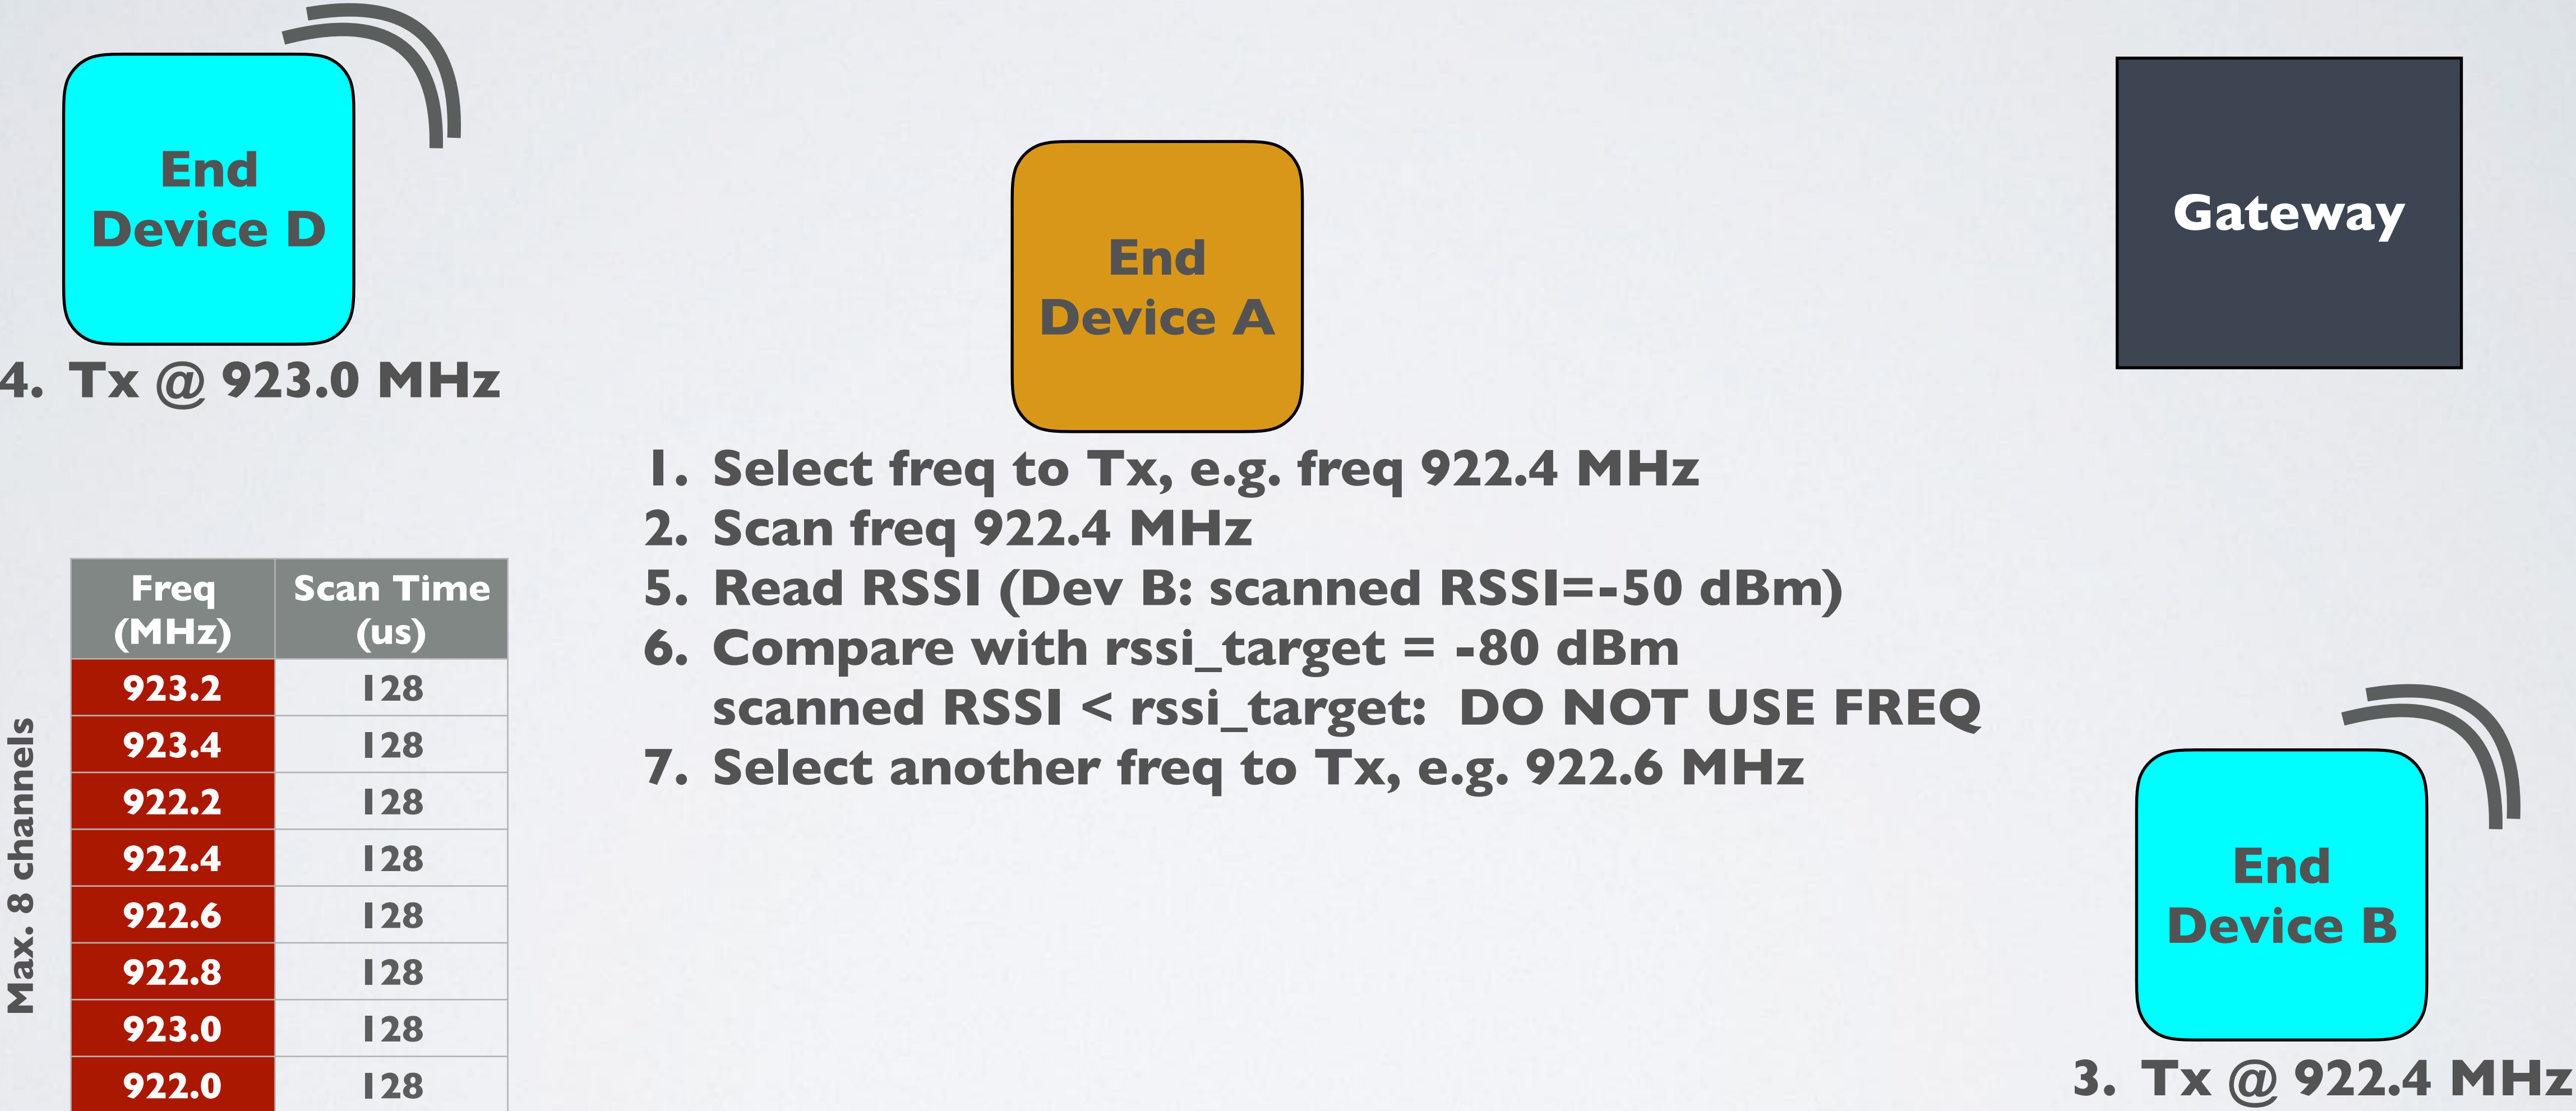 End
Device D
4. Tx @ 923.0 MHz
End
Device A
Gateway
1. Select freq to Tx, e.g. freq 922.4 MHz
2. Scan freq 922.4 MHz
5. Read RSSI (Dev B: scanned RSSI=-50 dBm)
6. Compare with rssi_target = -80 dBm
scanned RSSI < rssi_target: DO NOT USE FREQ
7. Select another freq to Tx, e.g. 922.6 MHz
Max. 8 channels
Freq (MHz) Scan Time (us)
923.2 128
923.4 128
922.2 128
922.4 128
922.6 128
922.8 128
923.0 128
922.0 128
End
Device B
3. Tx @ 922.4 MHz